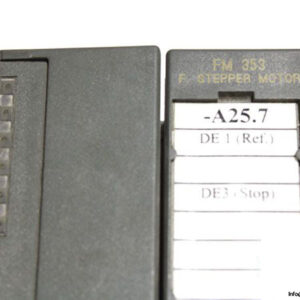 FM 353
F. STEPPER MOTOR
-A25.7
DE 1 (Ref.)
DE3 (Stop)